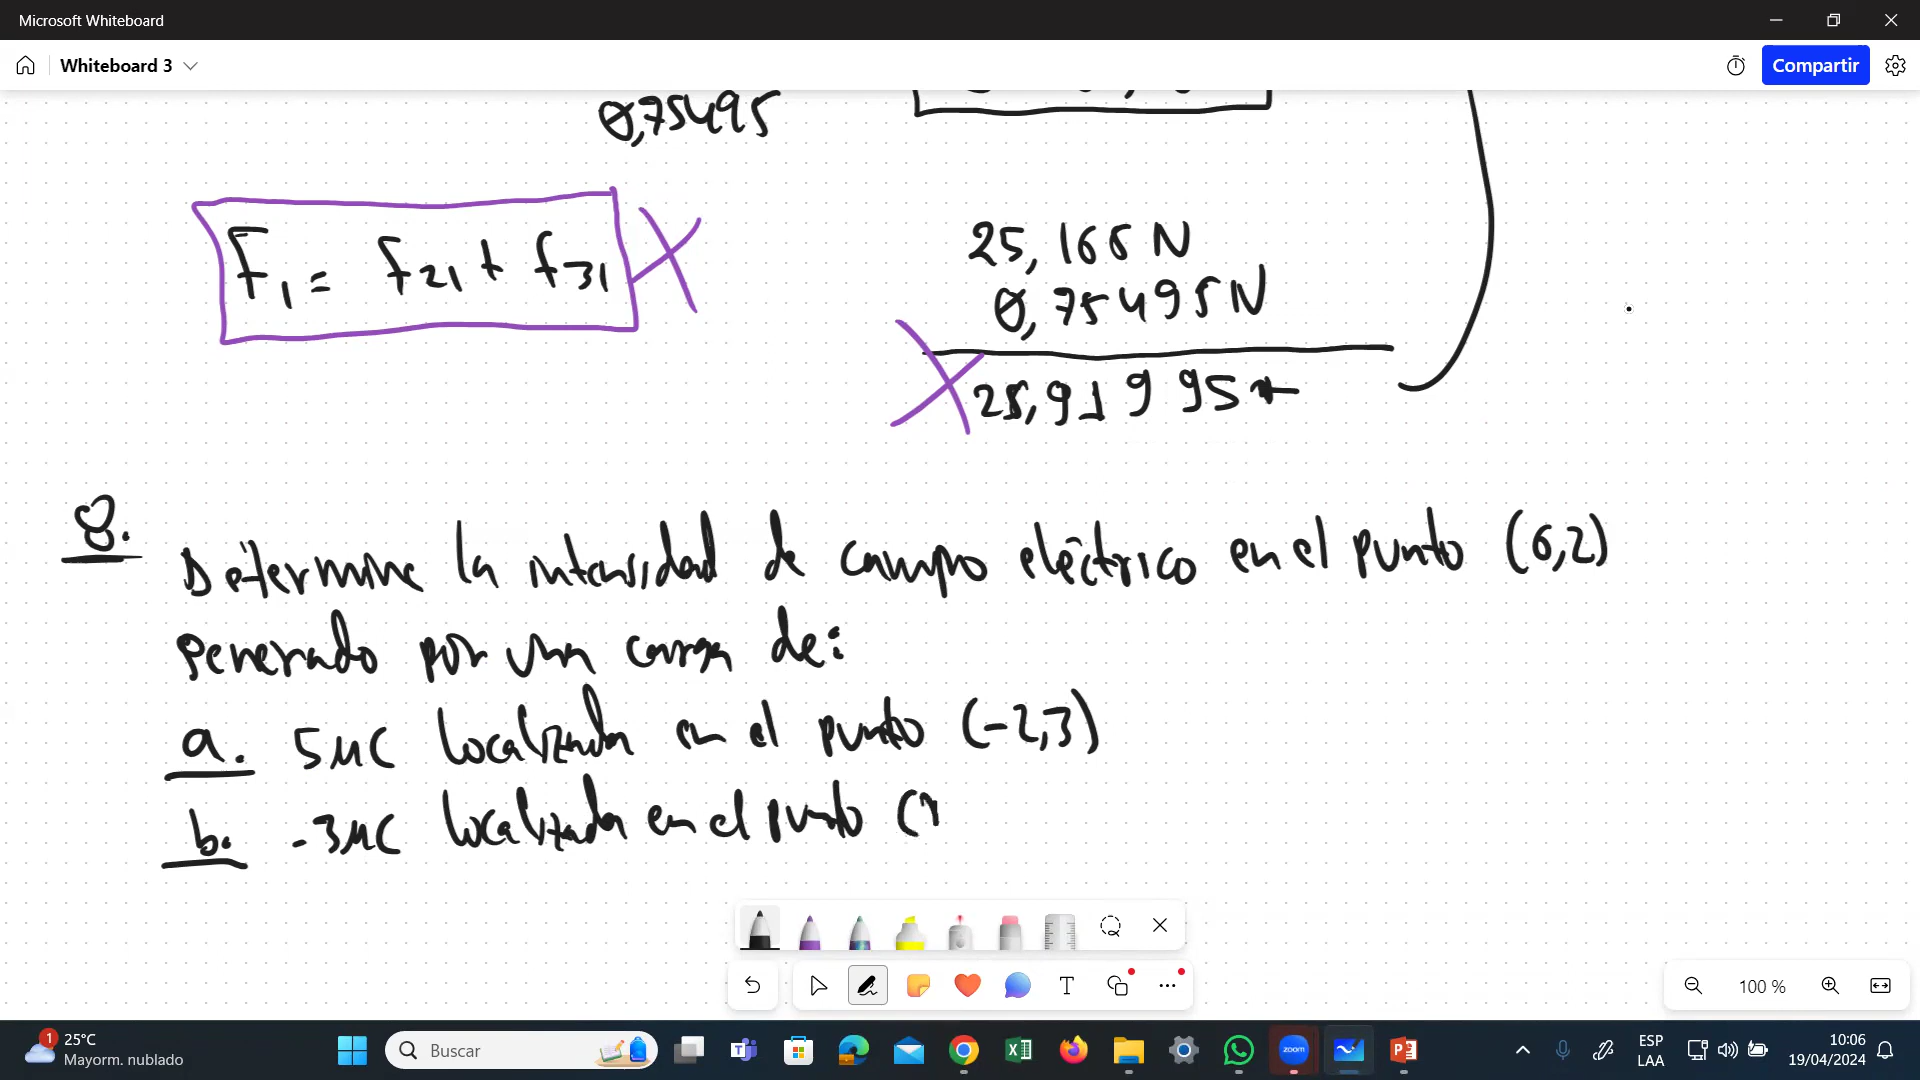 Microsoft Whiteboard
Whiteboard 3
Compartir
0,75495
F1 = F21 + F31
25,165 N
0,75495 N
25,91995
8.
Determine la intensidad de campo eléctrico en el punto (6,2)
generado por una carga de:
a. 5μC localizada en el punto (-2,3)
b. -3μC localizada en el punto (
100 %
1
25°C
Mayorm. nublado
Buscar
zoom
ESP
LAA
10:06
19/04/2024